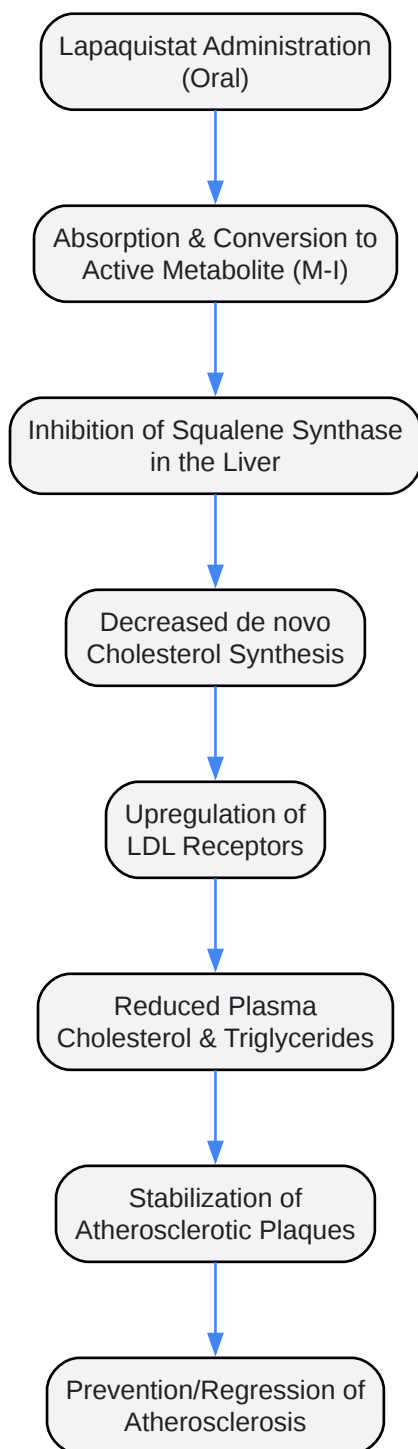 Lapaquistat Administration
(Oral)
Absorption & Conversion to
Active Metabolite (M-I)
Inhibition of Squalene Synthase
in the Liver
Decreased de novo
Cholesterol Synthesis
Upregulation of
LDL Receptors
Reduced Plasma
Cholesterol & Triglycerides
Stabilization of
Atherosclerotic Plaques
Prevention/Regression of
Atherosclerosis